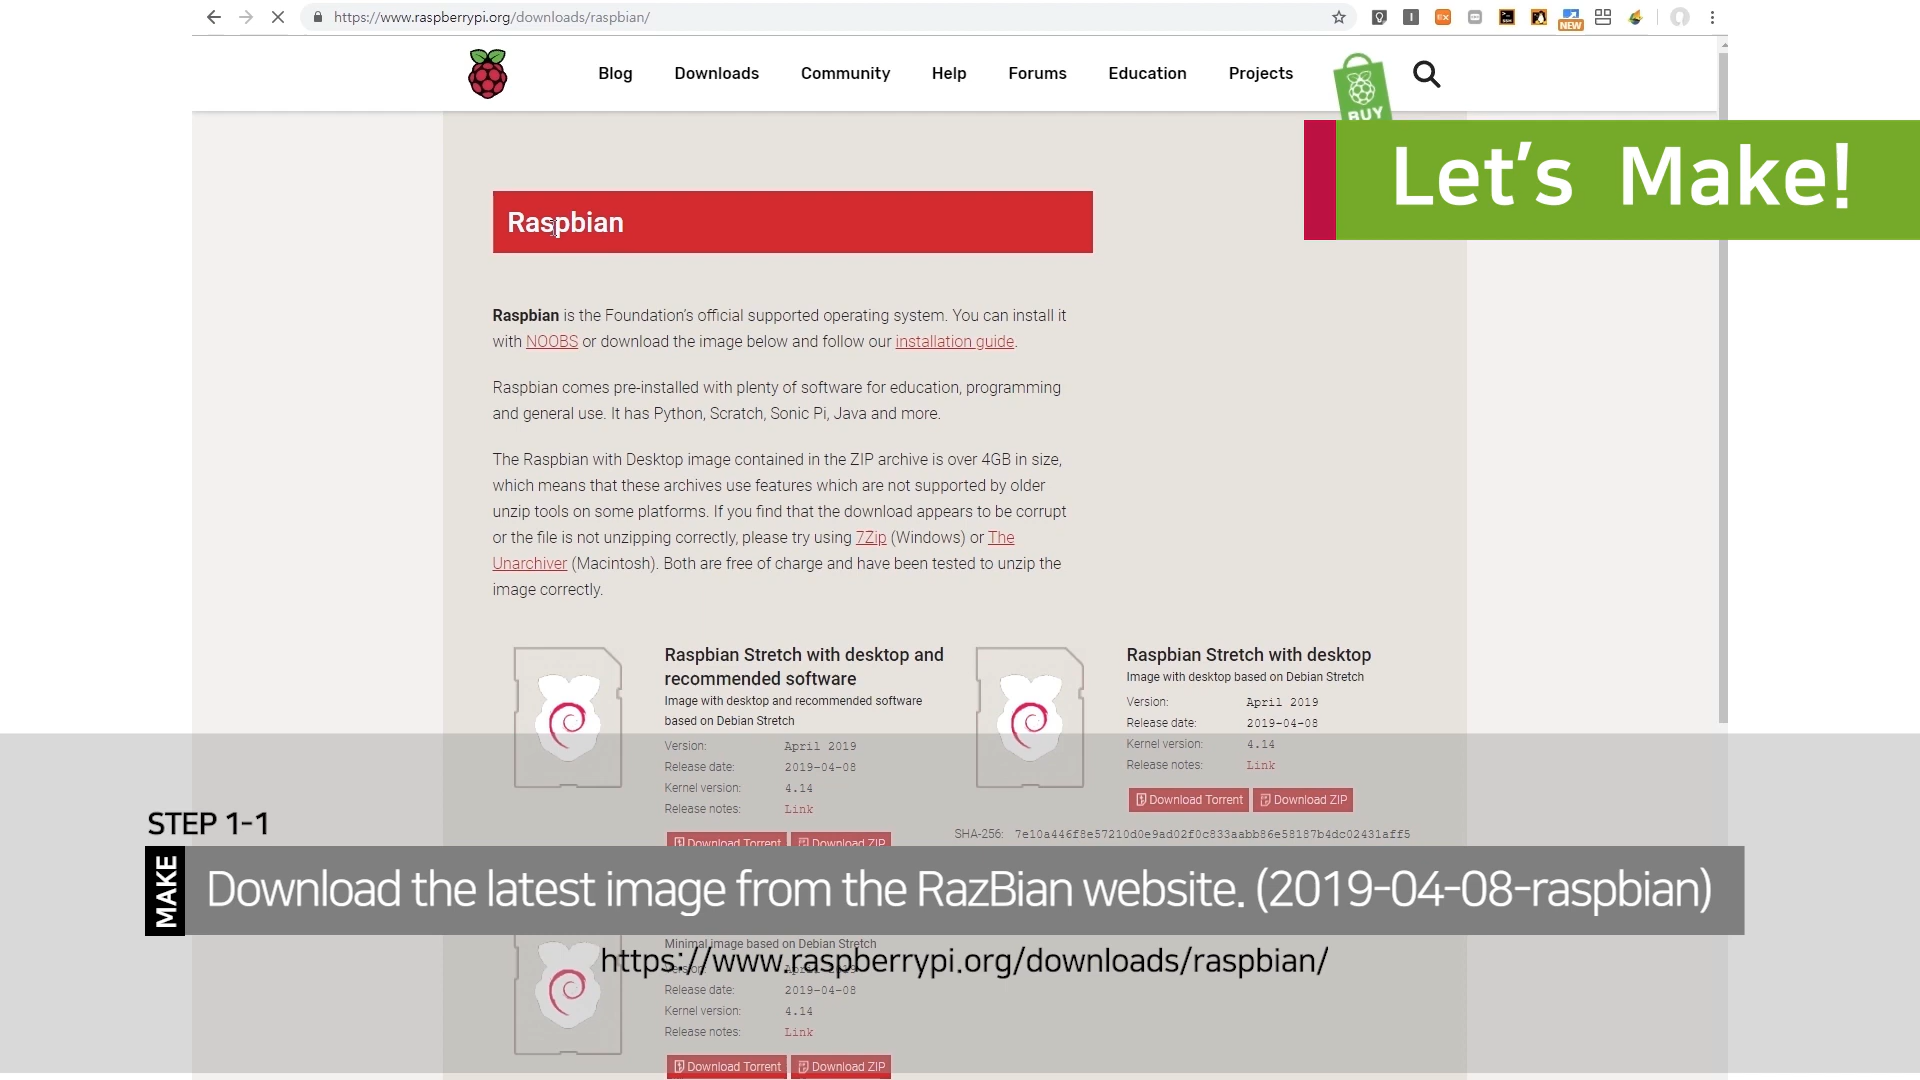 https://www.raspberrypi.org/downloads/raspbian/
NEW
Blog Downloads Community Help Forums Education Projects
BUY
Let's Make!
Raspbian
Raspbian is the Foundation's official supported operating system. You can install it
with NOOBS or download the image below and follow our installation guide.
Raspbian comes pre-installed with plenty of software for education, programming
and general use. It has Python, Scratch, Sonic Pi, Java and more.
The Raspbian with Desktop image contained in the ZIP archive is over 4GB in size,
which means that these archives use features which are not supported by older
unzip tools on some platforms. If you find that the download appears to be corrupt
or the file is not unzipping correctly, please try using 7Zip (Windows) or The
Unarchiver (Macintosh). Both are free of charge and have been tested to unzip the
image correctly.
Raspbian Stretch with desktop and
recommended software
Image with desktop and recommended software
based on Debian Stretch
Version: April 2019
Release date: 2019-04-08
Kernel version: 4.14
Release notes: Link
Download Torrent Download ZIP
Raspbian Stretch with desktop
Image with desktop based on Debian Stretch
Version: April 2019
Release date: 2019-04-08
Kernel version: 4.14
Release notes: Link
Download Torrent Download ZIP
SHA-256: 7e10a446f8e57210d0e9ad02f0c833aabb86e58187b4dc02431aff5
STEP 1-1
MAKE
Download the latest image from the RazBian website. (2019-04-08-raspbian)
Minimal image based on Debian Stretch
https://www.raspberrypi.org/downloads/raspbian/
Version: April 2019
Release date: 2019-04-08
Kernel version: 4.14
Release notes: Link
Download Torrent Download ZIP